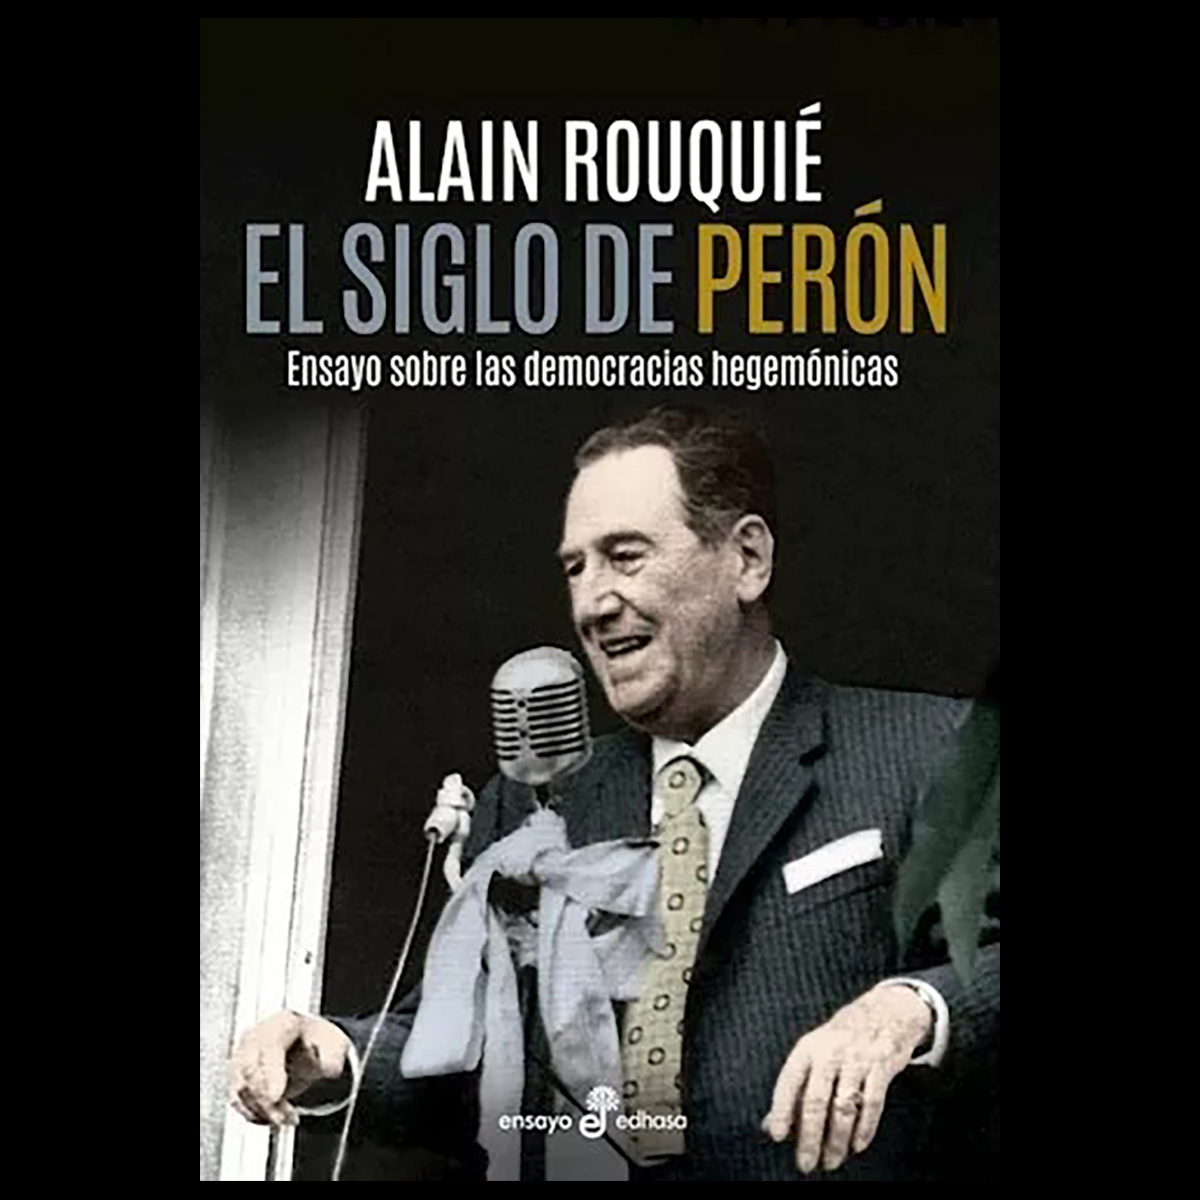 ALAIN ROUQUIÉ
EL SIGLO DE PERÓN
Ensayo sobre las democracias hegemónicas
ensayo edhasa